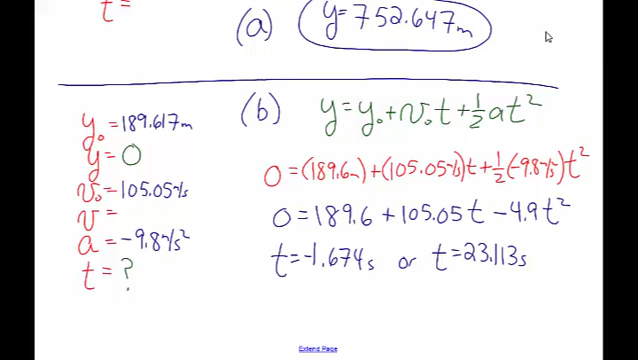 t =
(a) y = 752.647m
y₀ = 189.617m
y = 0
v₀ = 105.05m/s
v =
a = -9.8m/s²
t = ?
(b) y = y₀ + v₀t + ½at²
0 = (189.6m) + (105.05m/s)t + ½(-9.8m/s²)t²
0 = 189.6 + 105.05t - 4.9t²
t = -1.674s or t = 23.113s
Extend Page